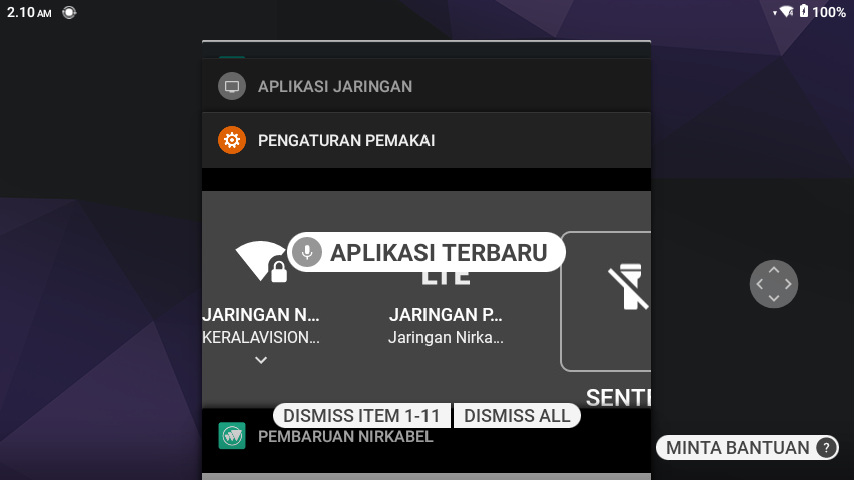 2.10 AM
100%
APLIKASI JARINGAN
PENGATURAN PEMAKAI
APLIKASI TERBARU
LTE
JARINGAN N...
KERALAVISION...
JARINGAN P...
Jaringan Nirka...
SENTE
DISMISS ITEM 1-11
DISMISS ALL
PEMBARUAN NIRKABEL
MINTA BANTUAN ?